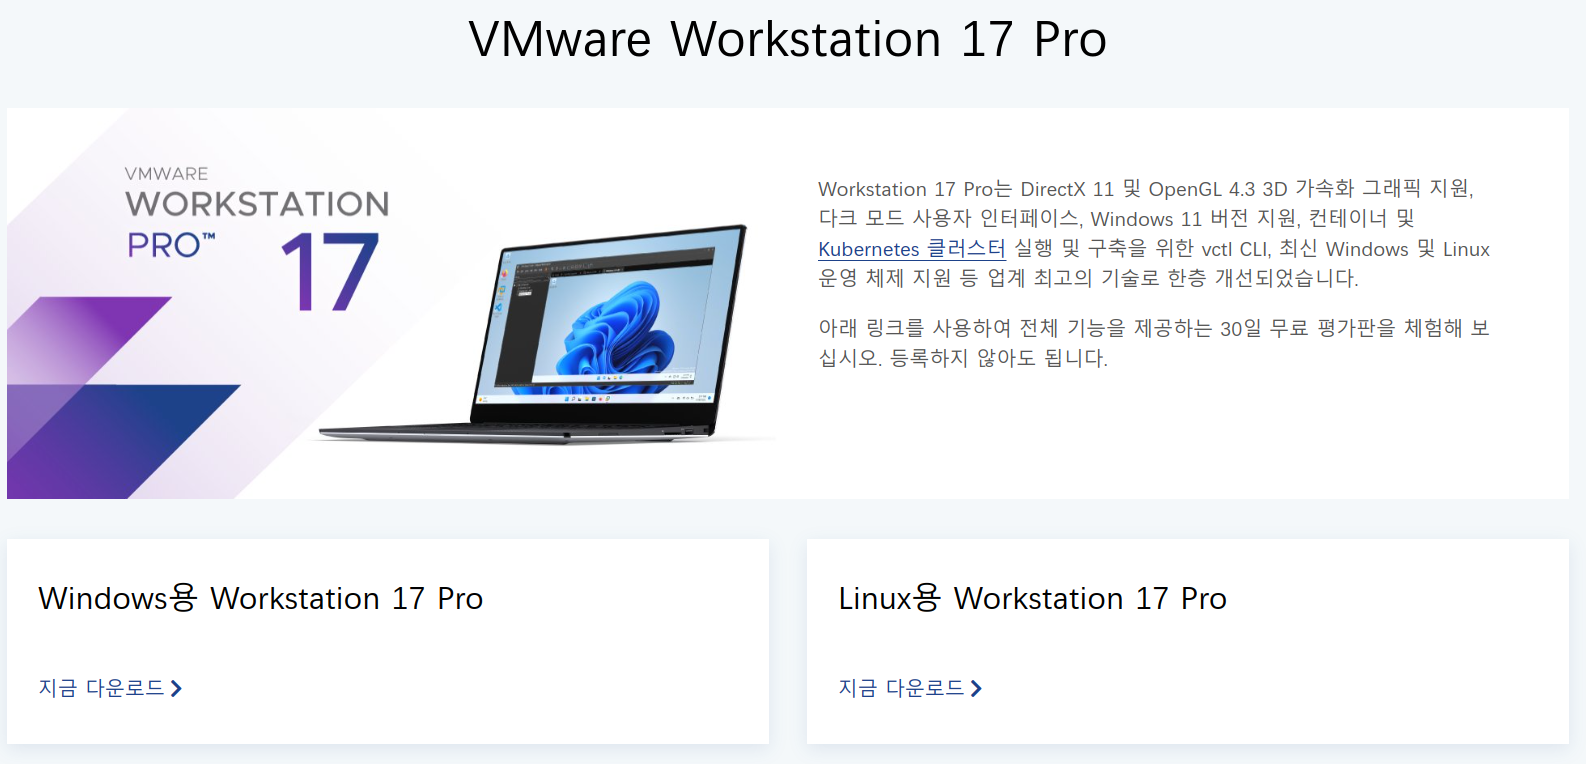 VMware Workstation 17 Pro
VMWARE
WORKSTATION
PRO™ 17
Workstation 17 Pro는 DirectX 11 및 OpenGL 4.3 3D 가속화 그래픽 지원,
다크 모드 사용자 인터페이스, Windows 11 버전 지원, 컨테이너 및
Kubernetes 클러스터 실행 및 구축을 위한 vctl CLI, 최신 Windows 및 Linux
운영 체제 지원 등 업계 최고의 기술로 한층 개선되었습니다.
아래 링크를 사용하여 전체 기능을 제공하는 30일 무료 평가판을 체험해 보
십시오. 등록하지 않아도 됩니다.
Windows용 Workstation 17 Pro
지금 다운로드
Linux용 Workstation 17 Pro
지금 다운로드